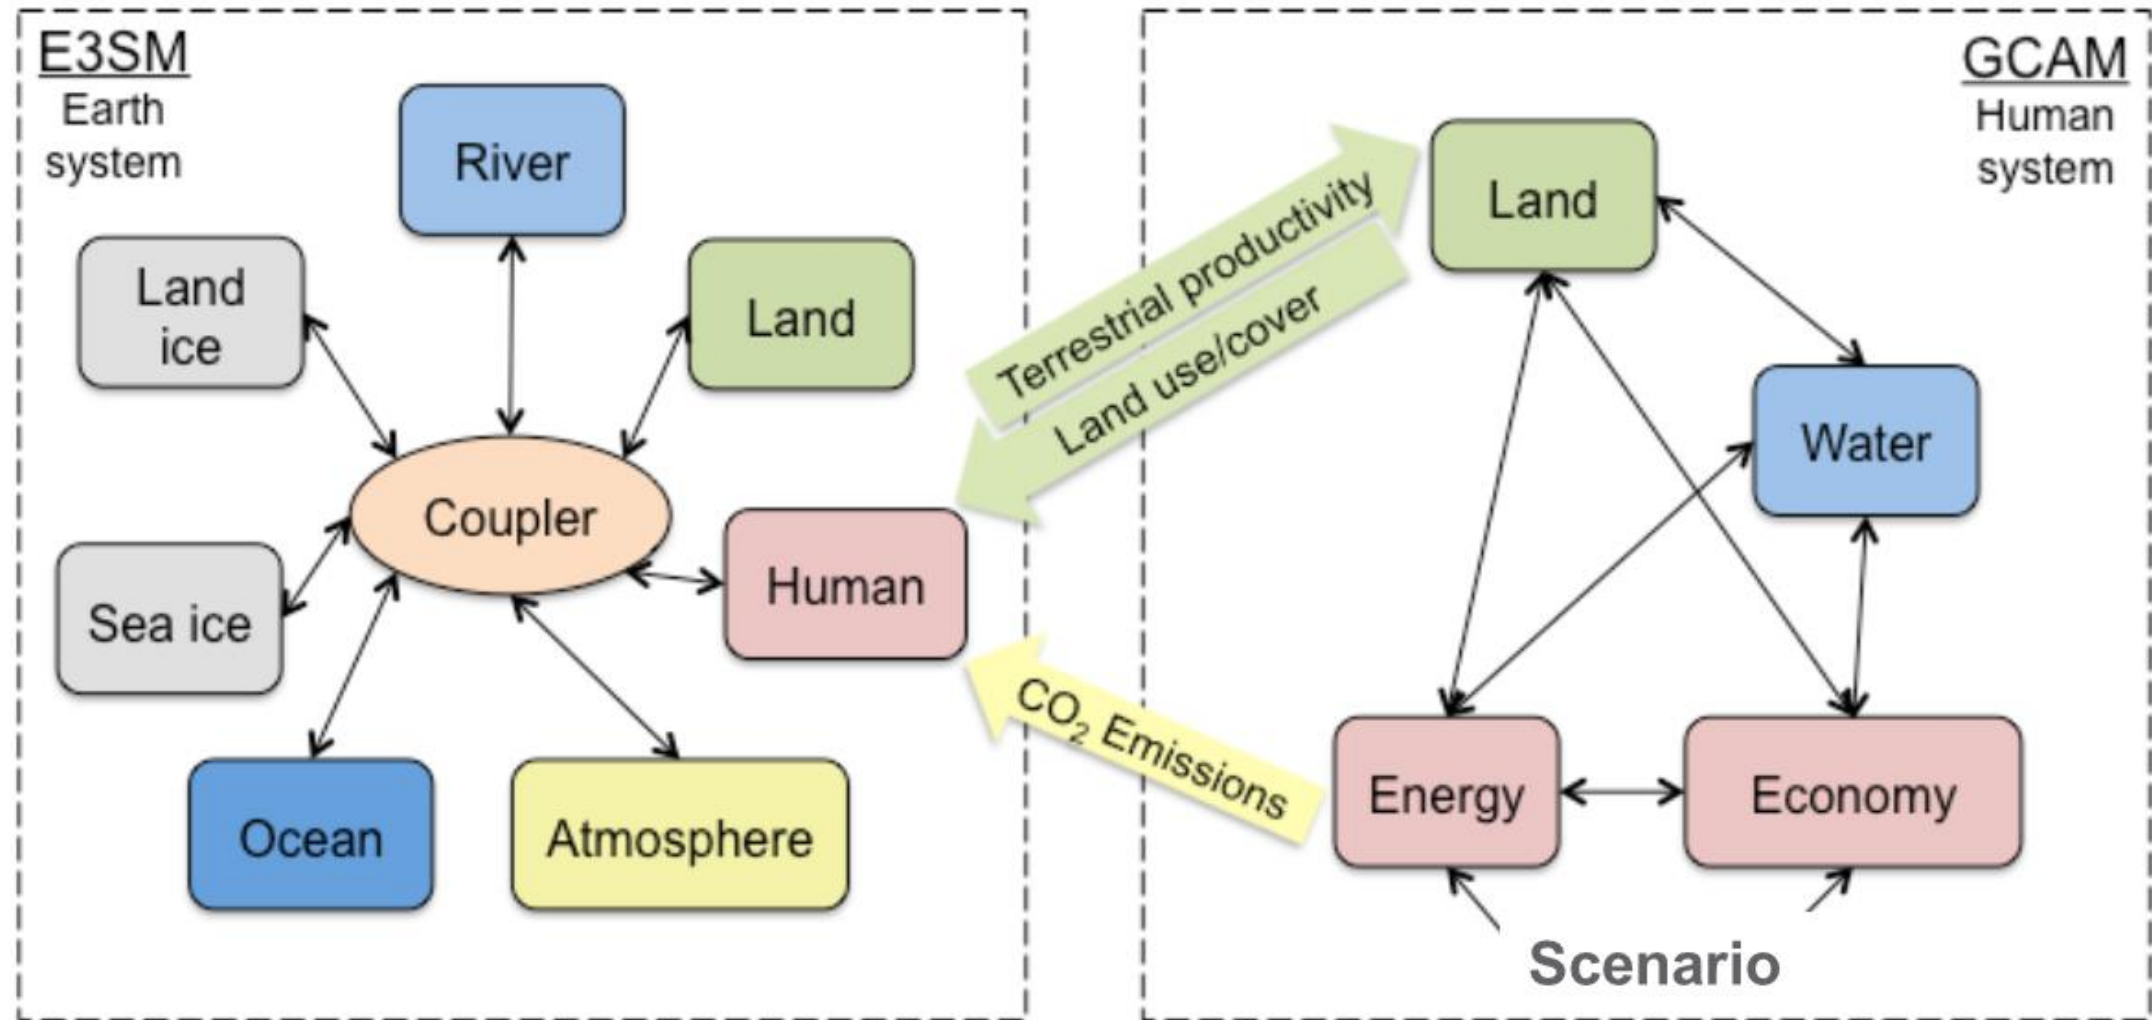 E3SM
Earth
system
River
Land
ice
Land
Coupler
Sea ice
Human
Ocean
Atmosphere
Terrestrial productivity
Land use/cover
CO₂ Emissions
GCAM
Human
system
Land
Water
Energy
Economy
Scenario